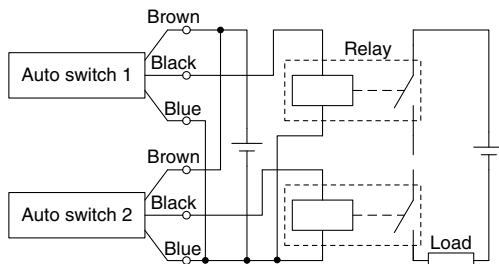 Brown
Relay
Auto switch 1
Black
Blue
Brown
Auto switch 2
Black
Blue
Load